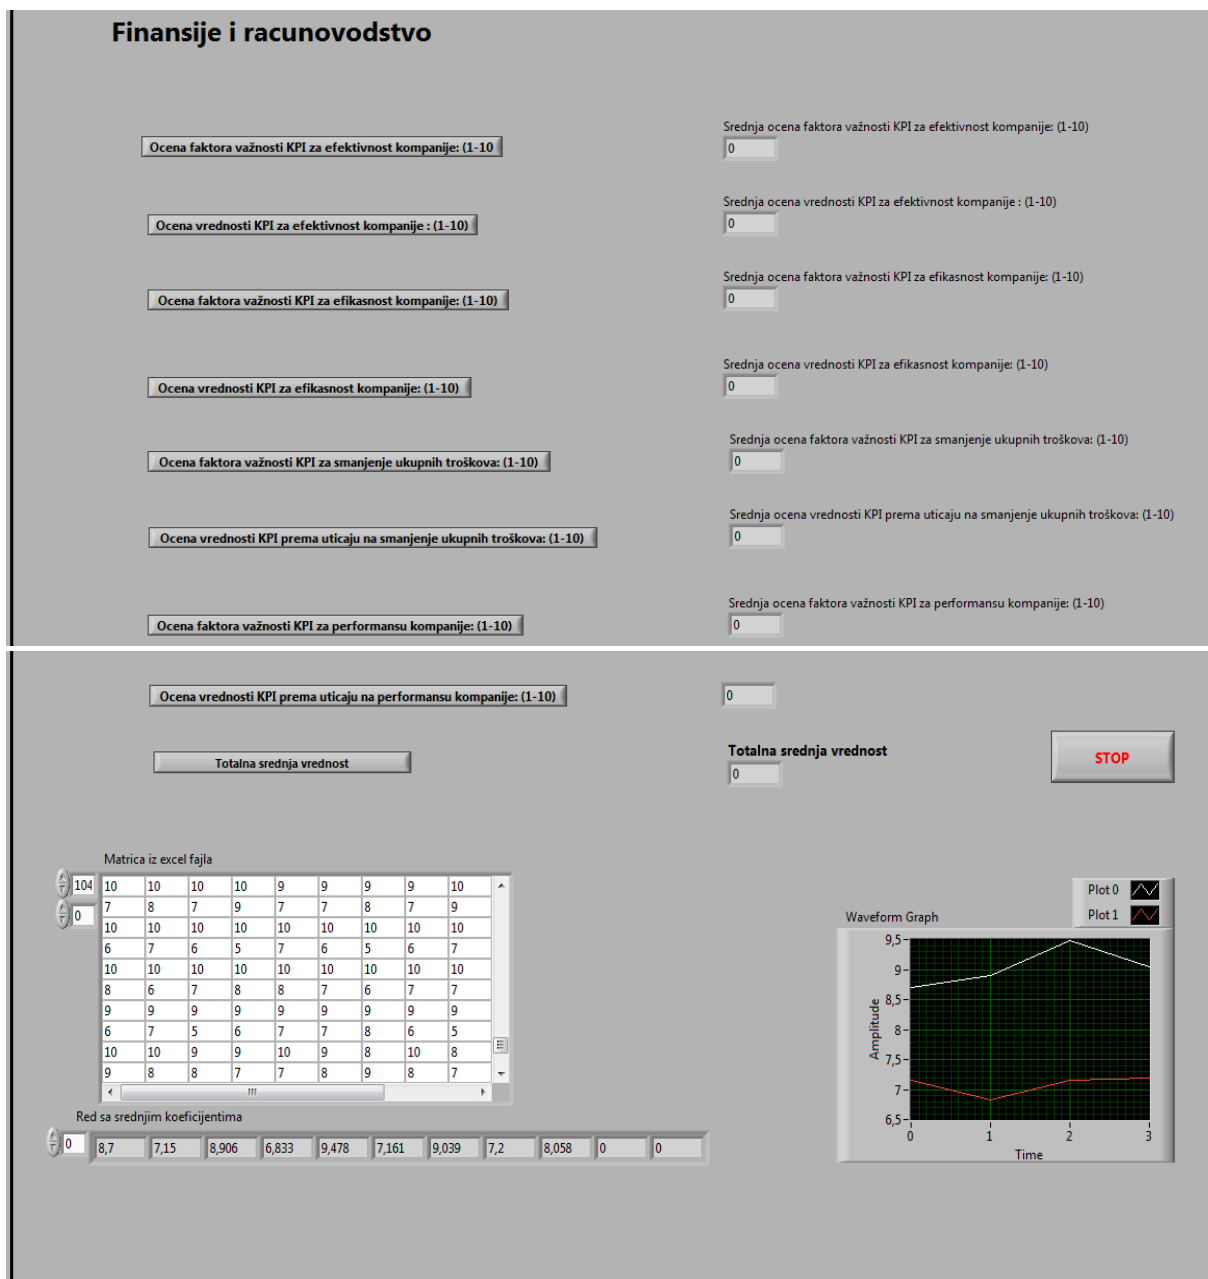 Finansije i racunovodstvo
Ocena faktora važnosti KPI za efektivnost kompanije: (1-10
Srednja ocena faktora važnosti KPI za efektivnost kompanije: (1-10)
0
Ocena vrednosti KPI za efektivnost kompanije : (1-10)
Srednja ocena vrednosti KPI za efektivnost kompanije : (1-10)
0
Ocena faktora važnosti KPI za efikasnost kompanije: (1-10)
Srednja ocena faktora važnosti KPI za efikasnost kompanije: (1-10)
0
Ocena vrednosti KPI za efikasnost kompanije: (1-10)
Srednja ocena vrednosti KPI za efikasnost kompanije: (1-10)
0
Ocena faktora važnosti KPI za smanjenje ukupnih troškova: (1-10)
Srednja ocena faktora važnosti KPI za smanjenje ukupnih troškova: (1-10)
0
Ocena vrednosti KPI prema uticaju na smanjenje ukupnih troškova: (1-10)
Srednja ocena vrednosti KPI prema uticaju na smanjenje ukupnih troškova: (1-10)
0
Ocena faktora važnosti KPI za performansu kompanije: (1-10)
Srednja ocena faktora važnosti KPI za performansu kompanije: (1-10)
0
Ocena vrednosti KPI prema uticaju na performansu kompanije: (1-10)
0
Totalna srednja vrednost
Totalna srednja vrednost
0
STOP
Matrica iz excel fajla
104
0
10 10 10 10 9 9 9 9 10
7 8 7 9 7 7 8 7 9
10 10 10 10 10 10 10 10 10
6 7 6 5 7 6 5 6 7
10 10 10 10 10 10 10 10 10
8 6 7 8 8 7 6 7 7
9 9 9 9 9 9 9 9 9
6 7 5 6 7 7 8 6 5
10 10 9 9 10 9 8 10 8
9 8 8 7 7 8 9 8 7
Red sa srednjim koeficijentima
0
8,7 7,15 8,906 6,833 9,478 7,161 9,039 7,2 8,058 0 0
Plot 0
Plot 1
Waveform Graph
Amplitude
9,5
9
8,5
8
7,5
7
6,5
0 1 2 3
Time